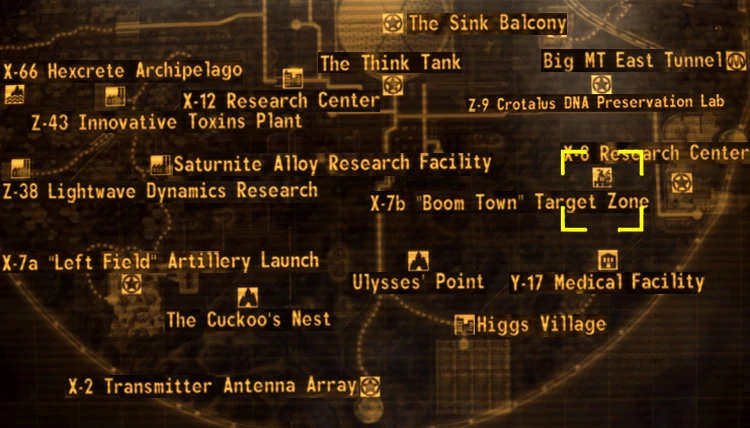 The Sink Balcony
The Think Tank
Big MT East Tunnel
X-66 Hexcrete Archipelago
X-12 Research Center
Z-9 Crotalus DNA Preservation Lab
Z-43 Innovative Toxins Plant
X-8 Research Center
Saturnite Alloy Research Facility
Z-38 Lightwave Dynamics Research
X-7b "Boom Town" Target Zone
X-7a "Left Field" Artillery Launch
Ulysses' Point
Y-17 Medical Facility
The Cuckoo's Nest
Higgs Village
X-2 Transmitter Antenna Array